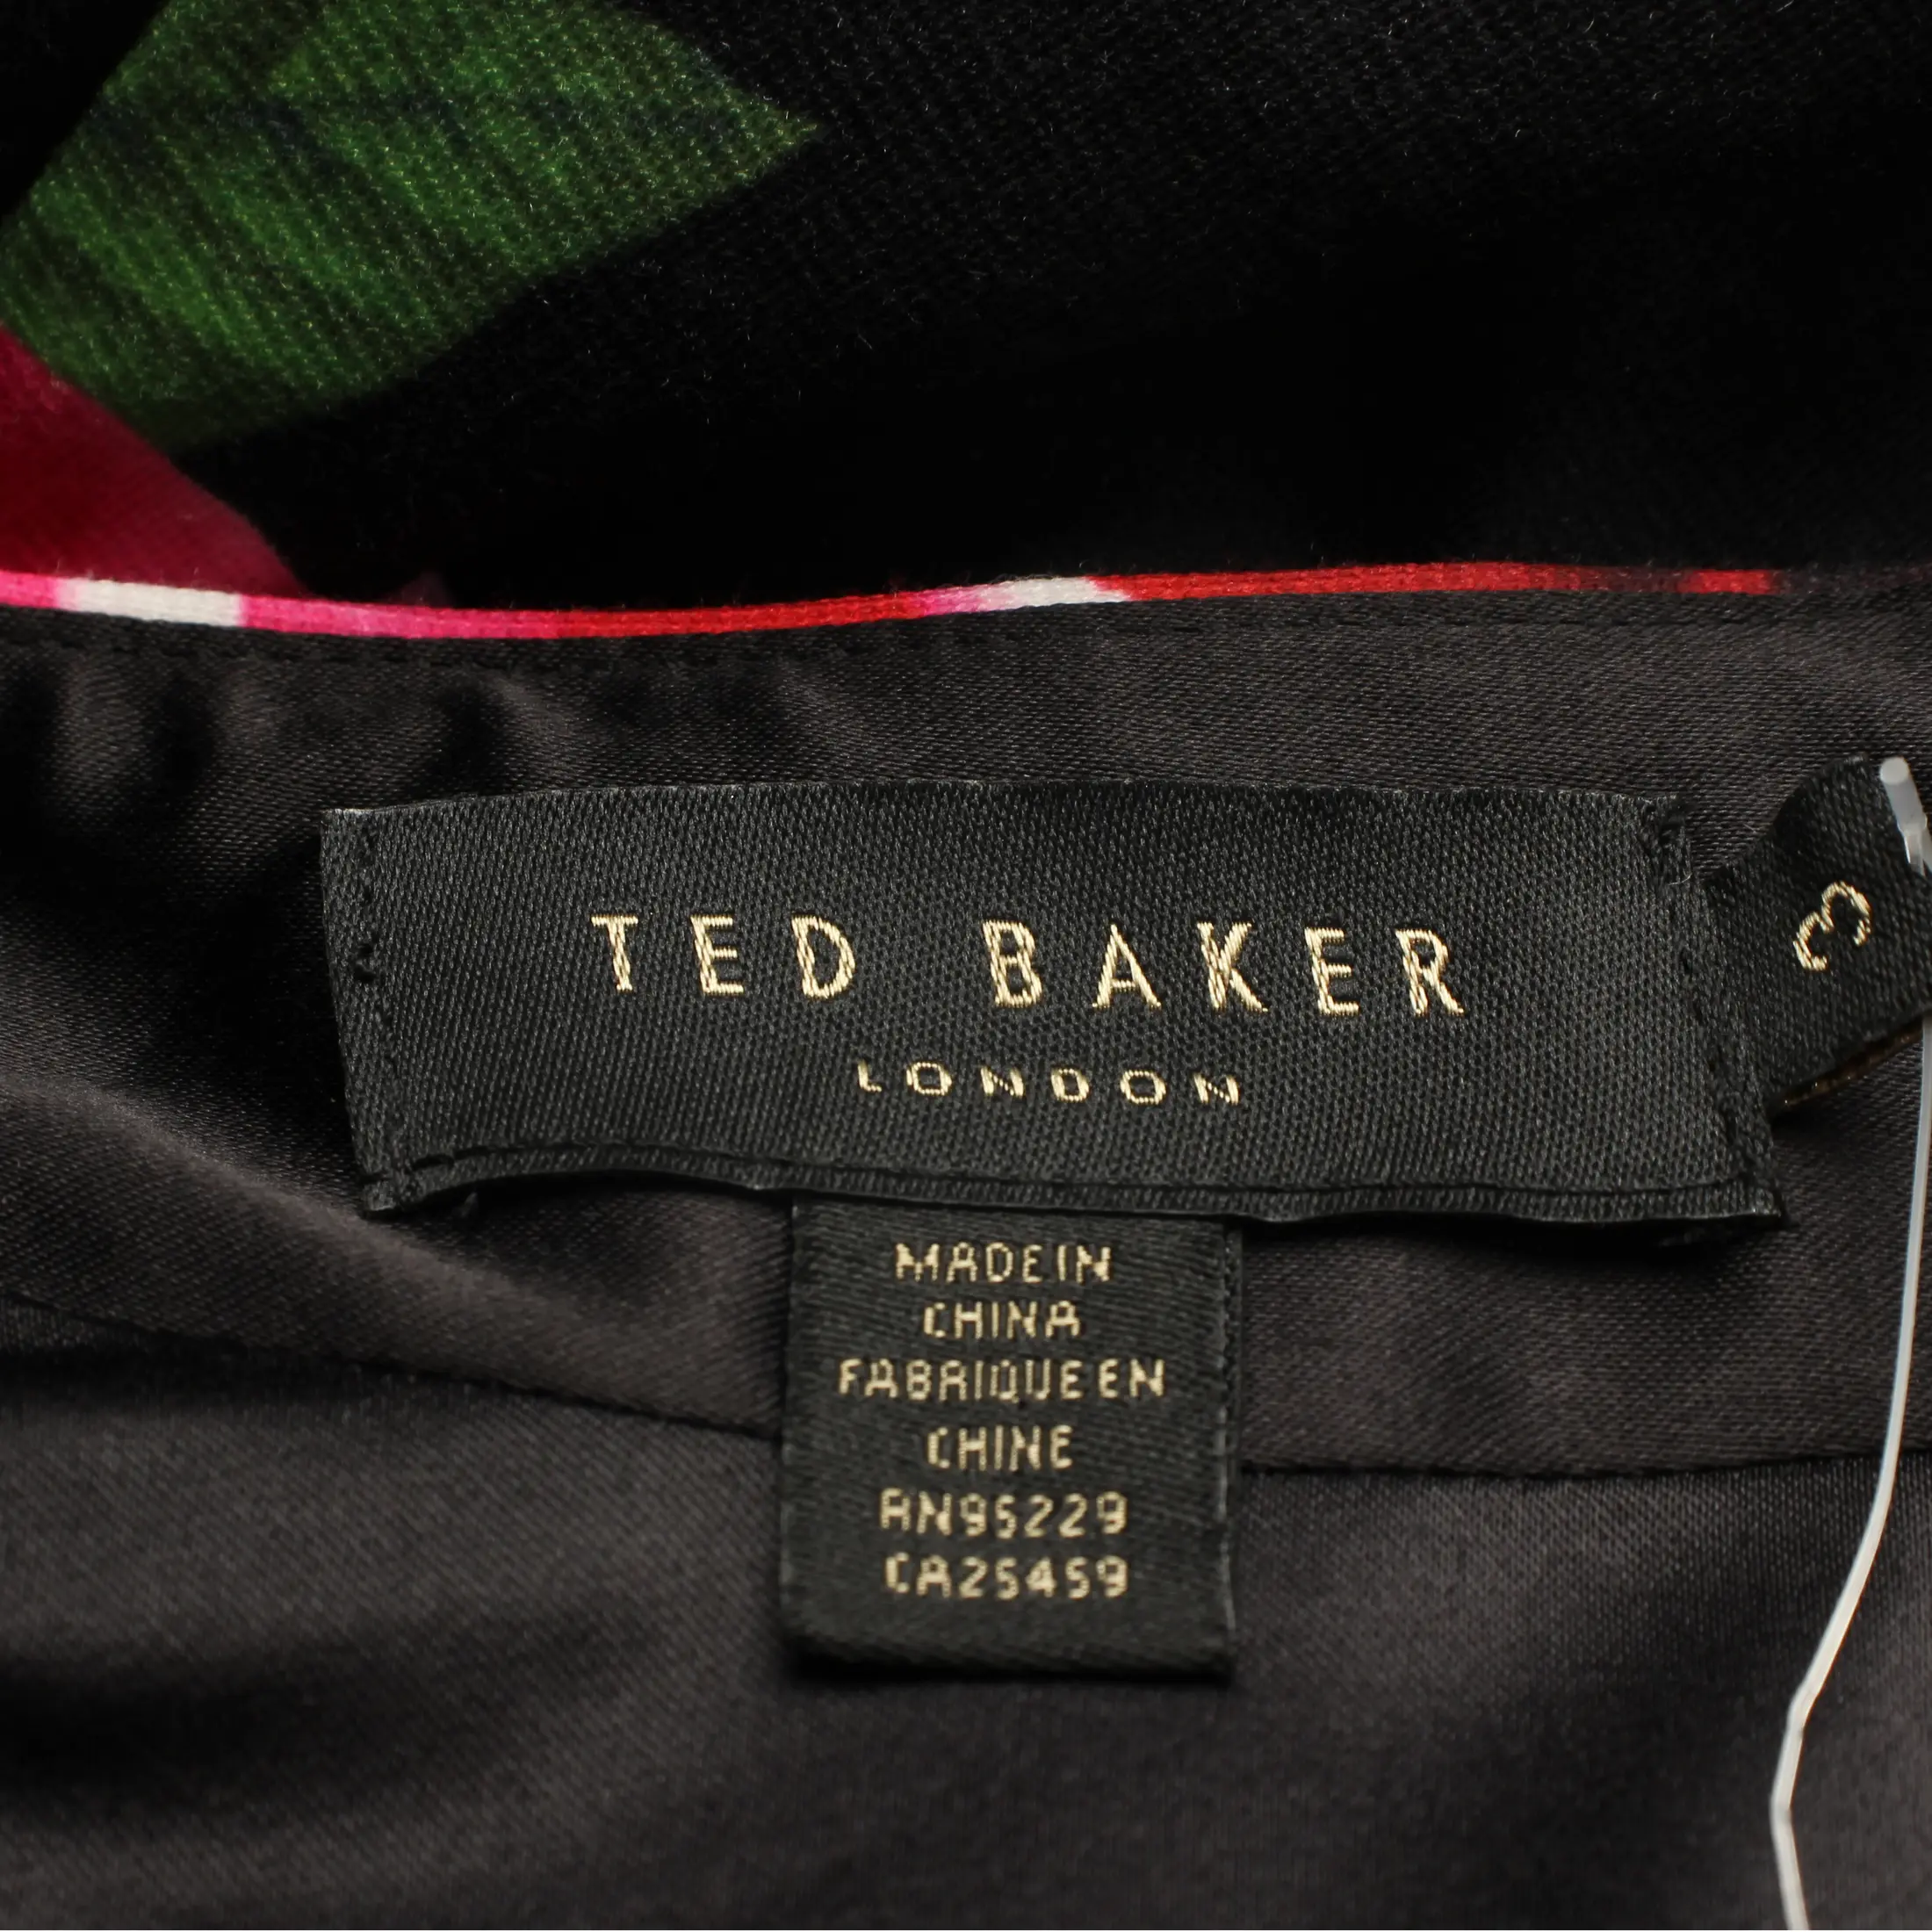 TED BAKER
LONDON
3
MADE IN
CHINA
FABRIQUE EN
CHINE
RN95229
CA25459